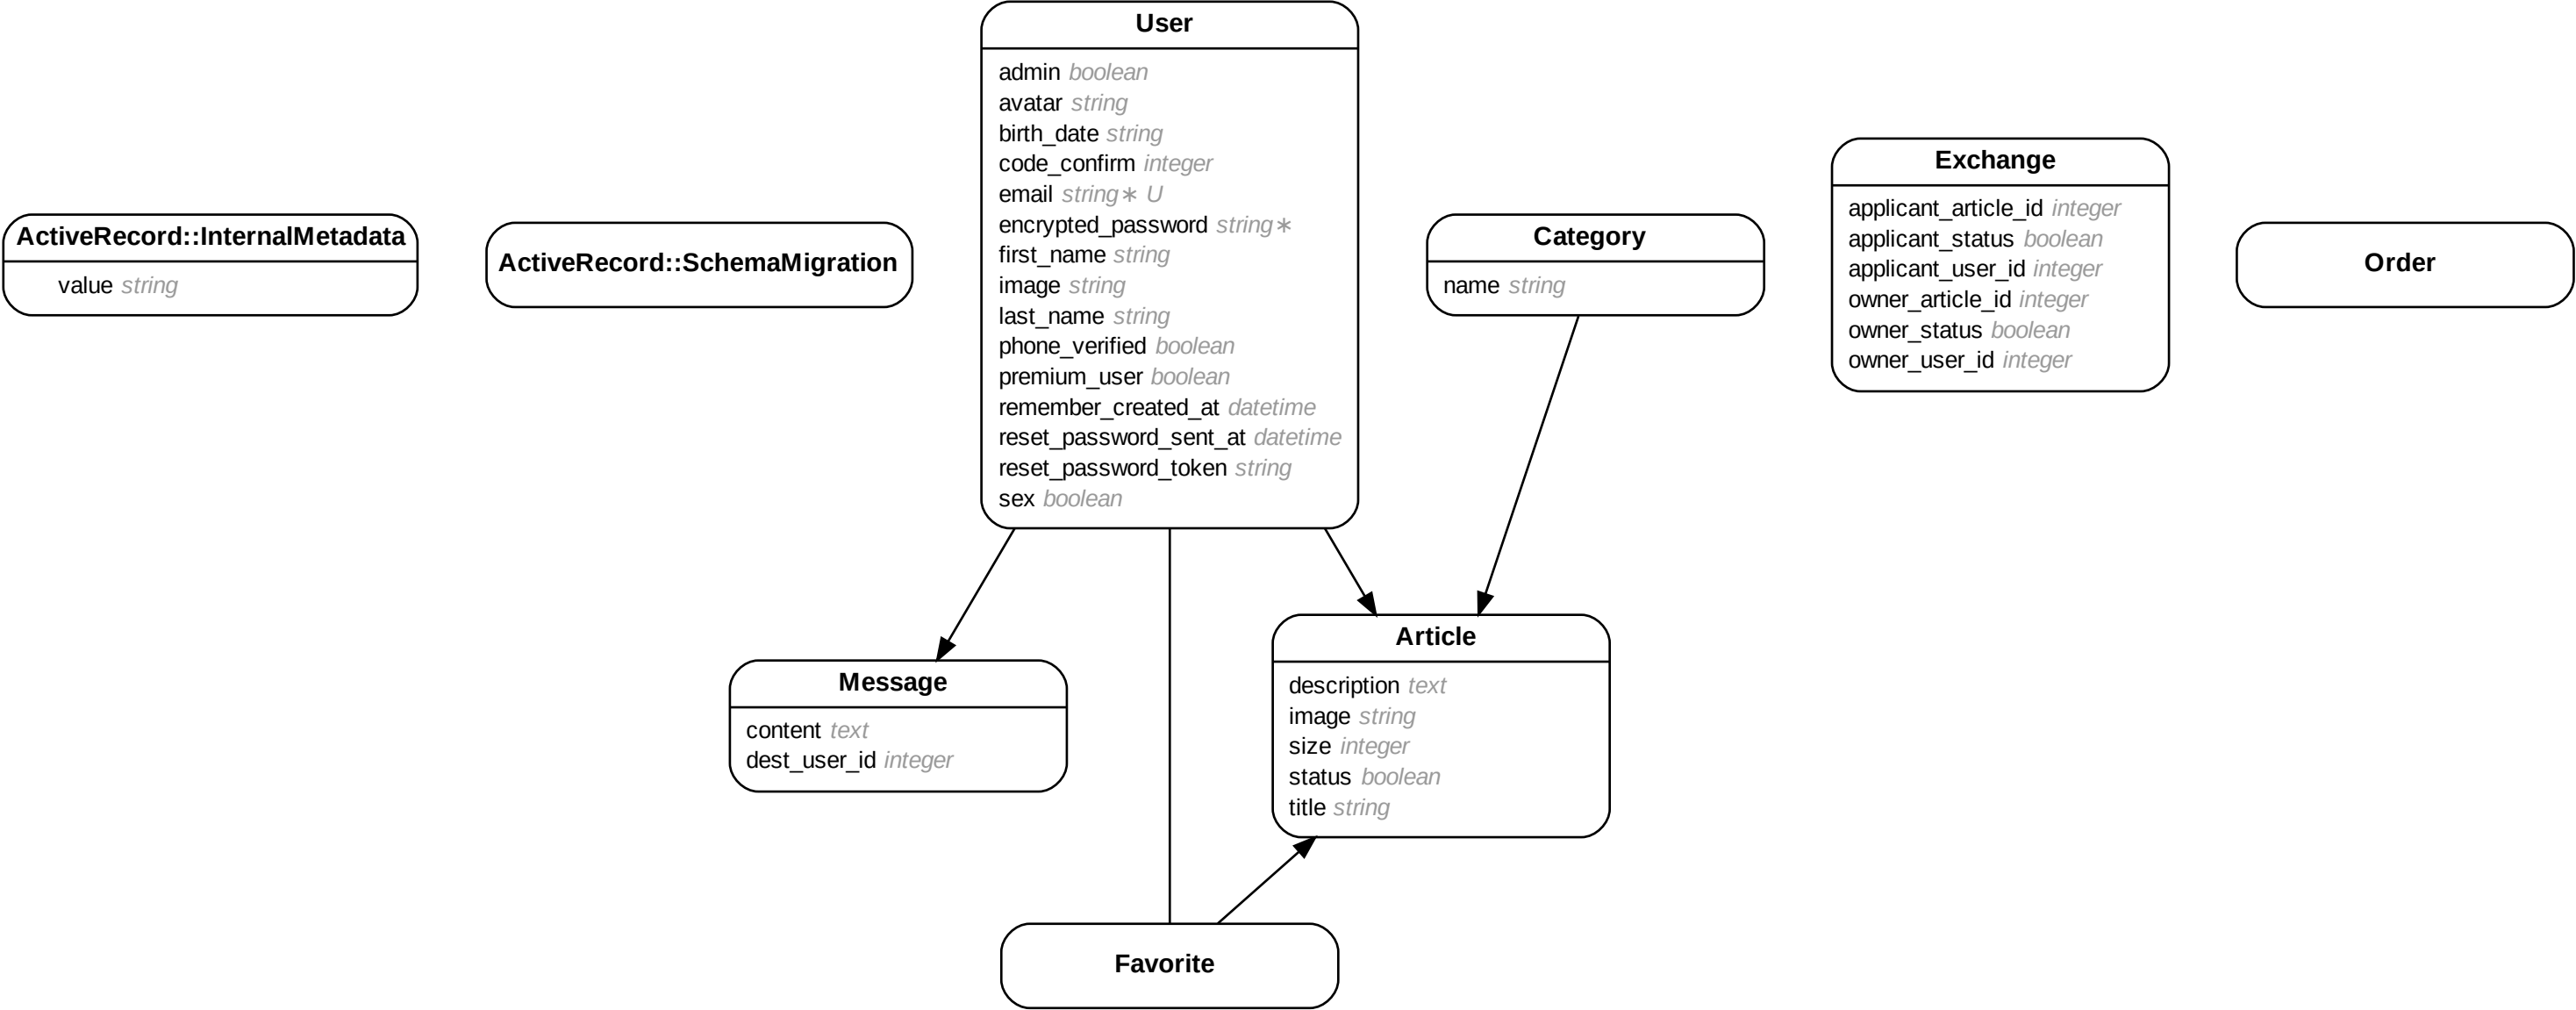 User
admin boolean
avatar string
birth_date string
code_confirm integer
email string∗ U
encrypted_password string∗
first_name string
image string
last_name string
phone_verified boolean
premium_user boolean
remember_created_at datetime
reset_password_sent_at datetime
reset_password_token string
sex boolean
ActiveRecord::InternalMetadata
value string
ActiveRecord::SchemaMigration
Category
name string
Exchange
applicant_article_id integer
applicant_status boolean
applicant_user_id integer
owner_article_id integer
owner_status boolean
owner_user_id integer
Order
Message
content text
dest_user_id integer
Article
description text
image string
size integer
status boolean
title string
Favorite